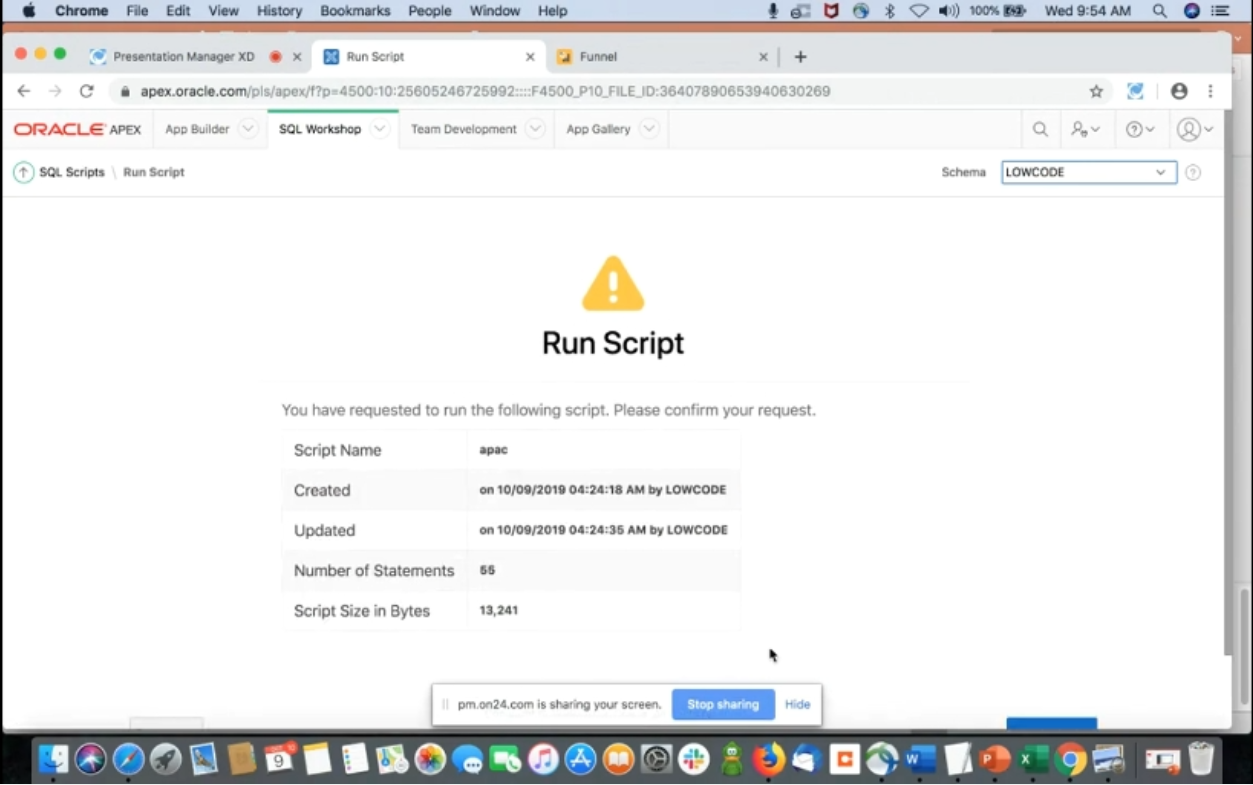 Chrome File Edit View History Bookmarks People Window Help 100% Wed 9:54 AM
Presentation Manager XD Run Script Funnel
apex.oracle.com/pls/apex/f?p=4500:10:25605246725992::::F4500_P10_FILE_ID:36407890653940630269
ORACLE APEX App Builder SQL Workshop Team Development App Gallery
SQL Scripts \ Run Script Schema LOWCODE
Run Script
You have requested to run the following script. Please confirm your request.
Script Name apac
Created on 10/09/2019 04:24:18 AM by LOWCODE
Updated on 10/09/2019 04:24:35 AM by LOWCODE
Number of Statements 55
Script Size in Bytes 13,241
pm.on24.com is sharing your screen. Stop sharing Hide
9